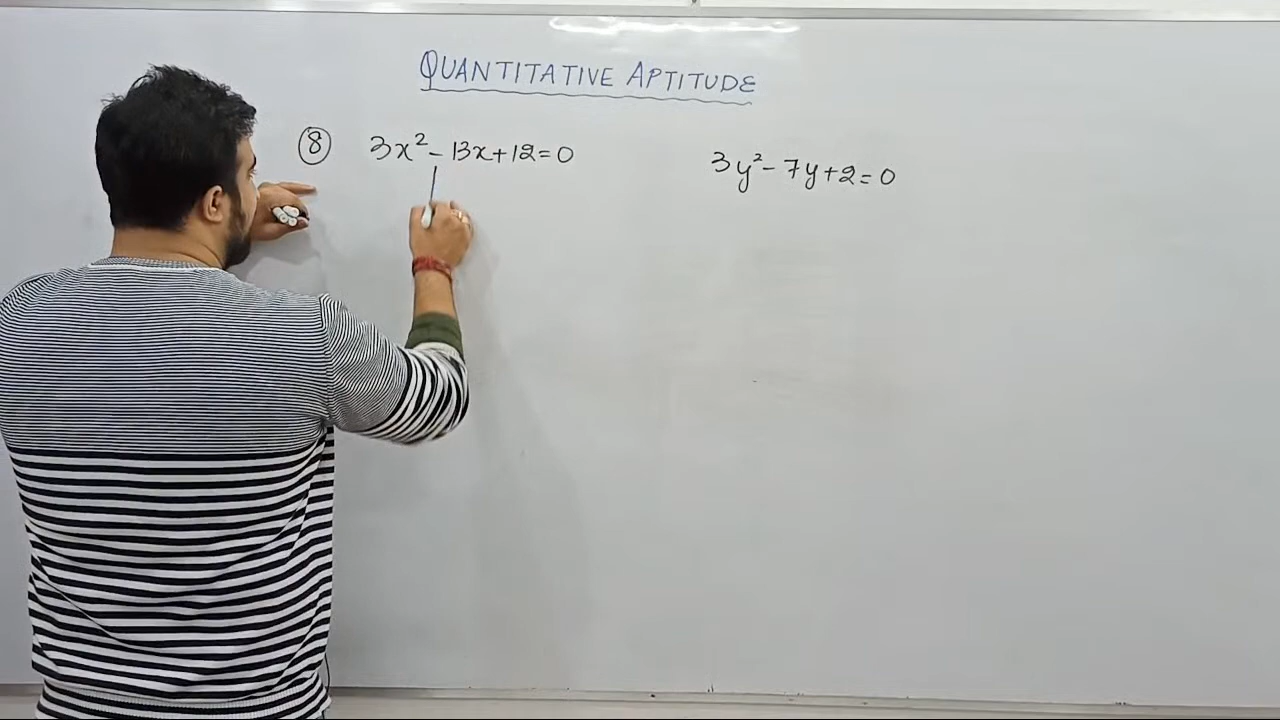 QUANTITATIVE APTITUDE
8 3x² - 13x + 12 = 0
3y² - 7y + 2 = 0